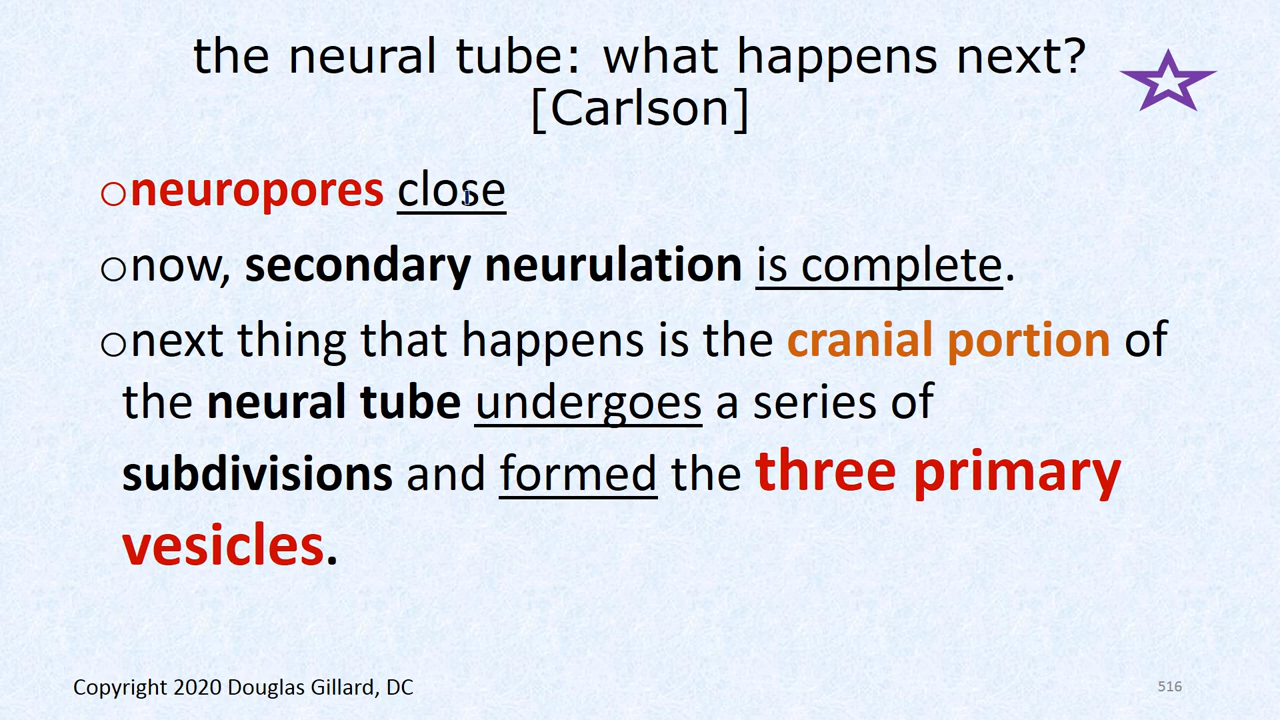 the neural tube: what happens next?
[Carlson]
○neuropores close
○now, secondary neurulation is complete.
○next thing that happens is the cranial portion of
the neural tube undergoes a series of
subdivisions and formed the three primary
vesicles.
Copyright 2020 Douglas Gillard, DC
516